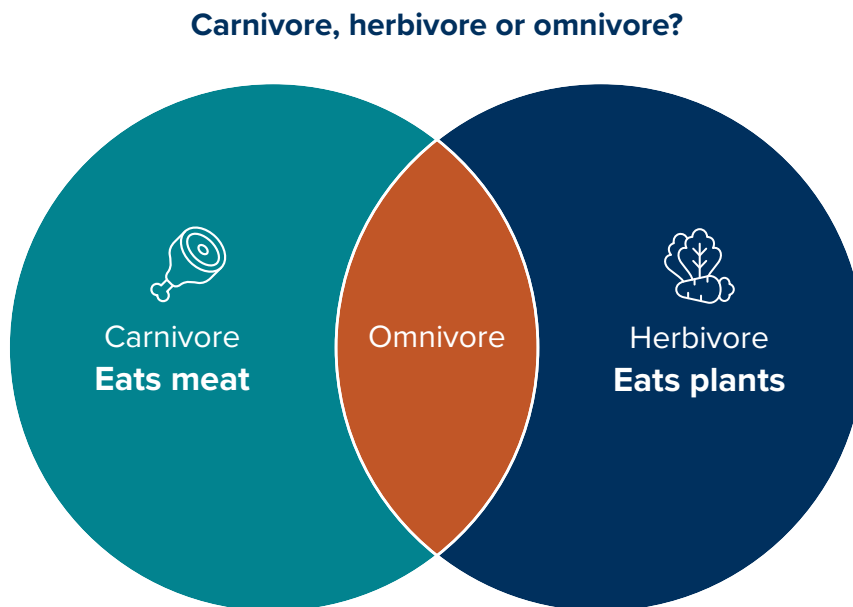 Carnivore, herbivore or omnivore?
Carnivore
Eats meat
Omnivore
Herbivore
Eats plants